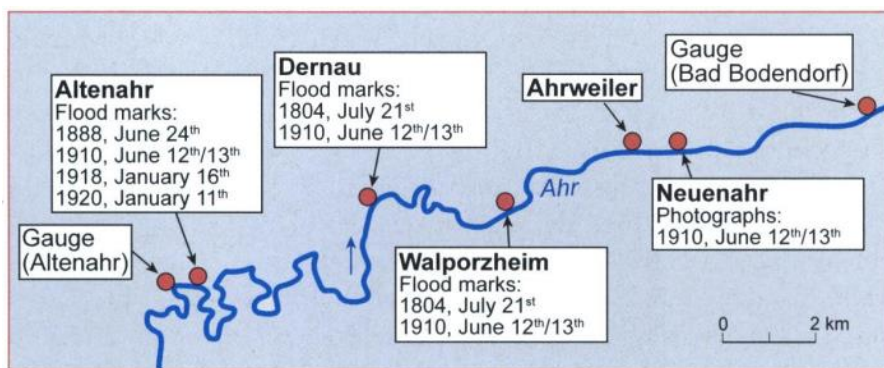 Altenahr
Flood marks:
1888, June 24th
1910, June 12th/13th
1918, January 16th
1920, January 11th
Gauge
(Altenahr)
Dernau
Flood marks:
1804, July 21st
1910, June 12th/13th
Walporzheim
Flood marks:
1804, July 21st
1910, June 12th/13th
Ahr
Ahrweiler
Neuenahr
Photographs:
1910, June 12th/13th
Gauge
(Bad Bodendorf)
0 2 km